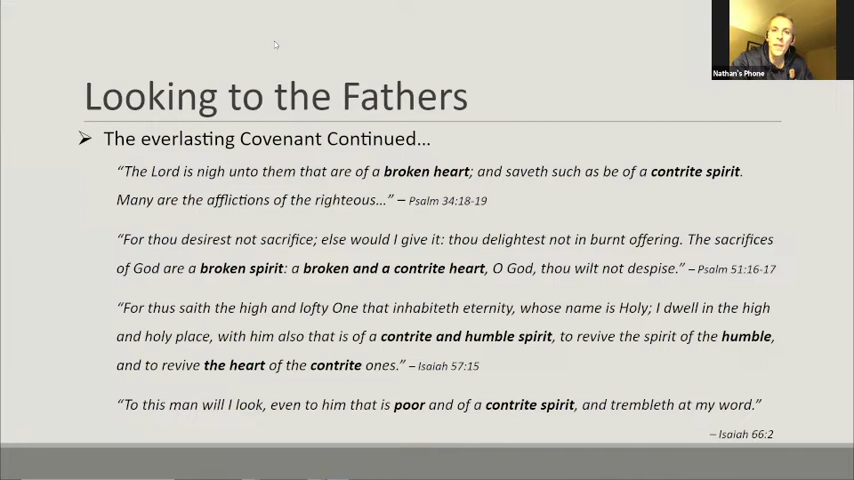 Nathan's Phone
Looking to the Fathers
➢ The everlasting Covenant Continued...
“The Lord is nigh unto them that are of a broken heart; and saveth such as be of a contrite spirit.
Many are the afflictions of the righteous...” – Psalm 34:18-19
“For thou desirest not sacrifice; else would I give it: thou delightest not in burnt offering. The sacrifices
of God are a broken spirit: a broken and a contrite heart, O God, thou wilt not despise.” – Psalm 51:16-17
“For thus saith the high and lofty One that inhabiteth eternity, whose name is Holy; I dwell in the high
and holy place, with him also that is of a contrite and humble spirit, to revive the spirit of the humble,
and to revive the heart of the contrite ones.” – Isaiah 57:15
“To this man will I look, even to him that is poor and of a contrite spirit, and trembleth at my word.”
– Isaiah 66:2